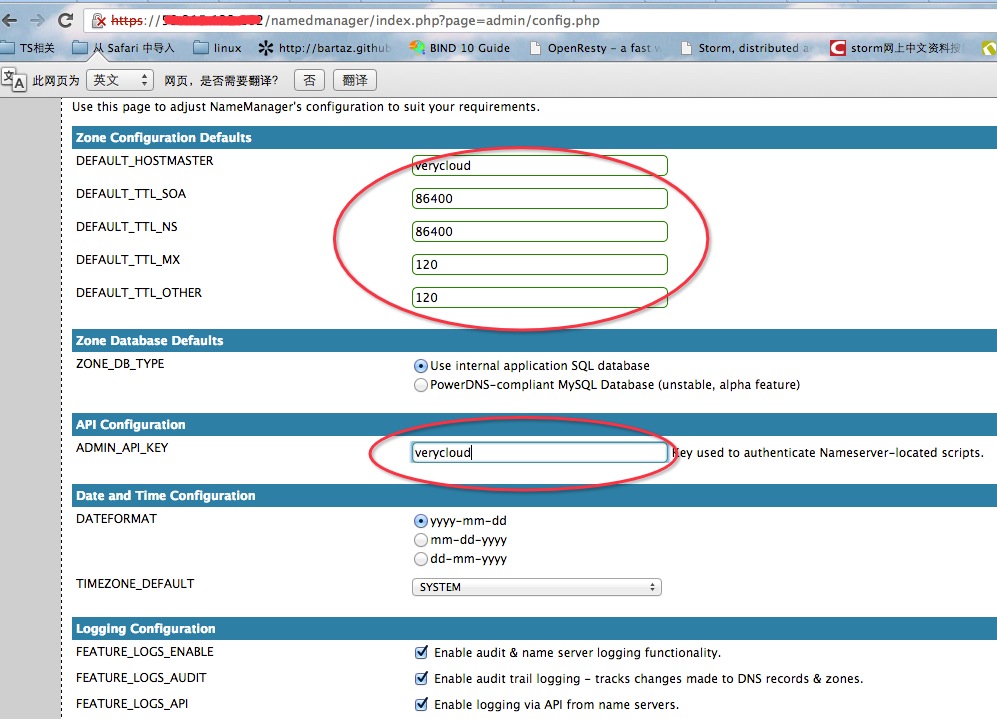 https:///namedmanager/index.php?page=admin/config.php
TS相关 从 Safari 中导入 linux http://bartaz.github BIND 10 Guide OpenResty - a fast Storm, distributed storm网上中文资料
此网页为 英文 网页，是否需要翻译？ 否 翻译
Use this page to adjust NameManager's configuration to suit your requirements.
Zone Configuration Defaults
DEFAULT_HOSTMASTER verycloud
DEFAULT_TTL_SOA 86400
DEFAULT_TTL_NS 86400
DEFAULT_TTL_MX 120
DEFAULT_TTL_OTHER 120
Zone Database Defaults
ZONE_DB_TYPE Use internal application SQL database
PowerDNS-compliant MySQL Database (unstable, alpha feature)
API Configuration
ADMIN_API_KEY verycloud Key used to authenticate Nameserver-located scripts.
Date and Time Configuration
DATEFORMAT yyyy-mm-dd
mm-dd-yyyy
dd-mm-yyyy
TIMEZONE_DEFAULT SYSTEM
Logging Configuration
FEATURE_LOGS_ENABLE Enable audit & name server logging functionality.
FEATURE_LOGS_AUDIT Enable audit trail logging - tracks changes made to DNS records & zones.
FEATURE_LOGS_API Enable logging via API from name servers.